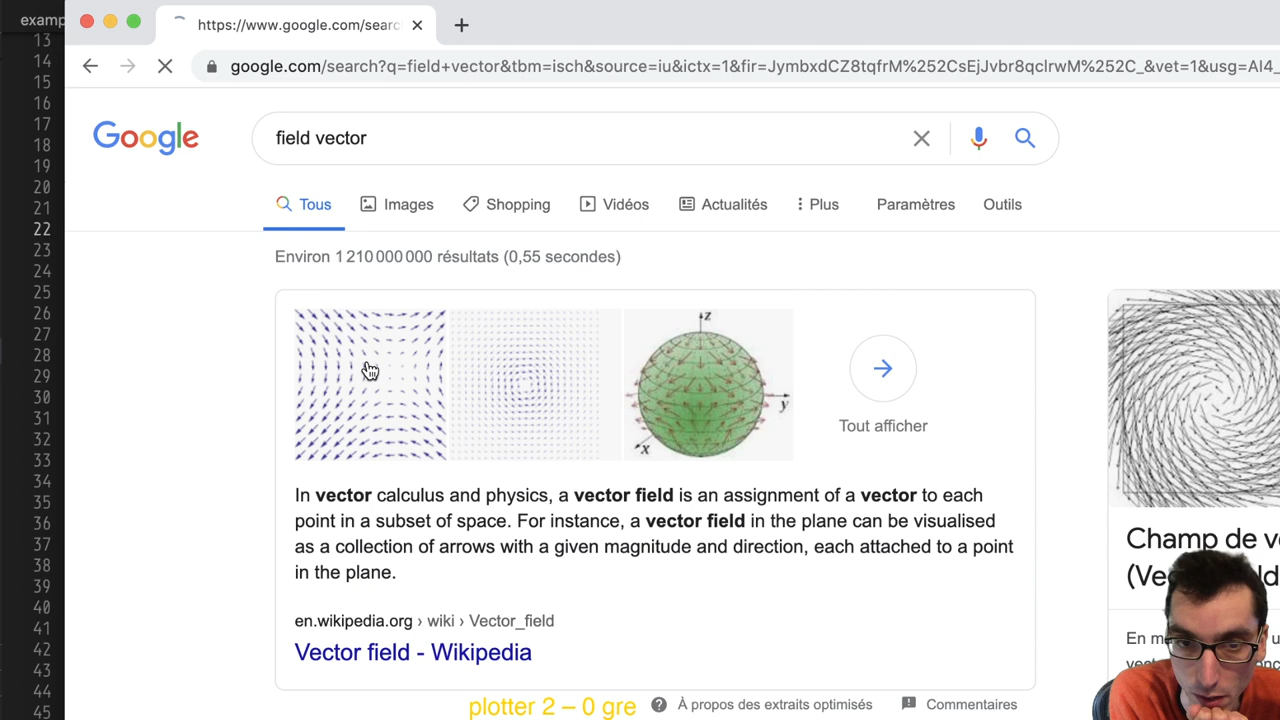 examp
https://www.google.com/searc
google.com/search?q=field+vector&tbm=isch&source=iu&ictx=1&fir=JymbxdCZ8tqfrM%252CsEjJvbr8qclrwM%252C_&vet=1&usg=AI4_
Google
field vector
Tous Images Shopping Vidéos Actualités Plus Paramètres Outils
Environ 1 210 000 000 résultats (0,55 secondes)
z
y
x
Tout afficher
In vector calculus and physics, a vector field is an assignment of a vector to each
point in a subset of space. For instance, a vector field in the plane can be visualised
as a collection of arrows with a given magnitude and direction, each attached to a point
in the plane.
en.wikipedia.org › wiki › Vector_field
Vector field - Wikipedia
À propos des extraits optimisés
Commentaires
plotter 2 – 0 gre
Champ de v
(Ve
En m
13
14
15
16
17
18
19
20
21
22
23
24
25
26
27
28
29
30
31
32
33
34
35
36
37
38
39
40
41
42
43
44
45